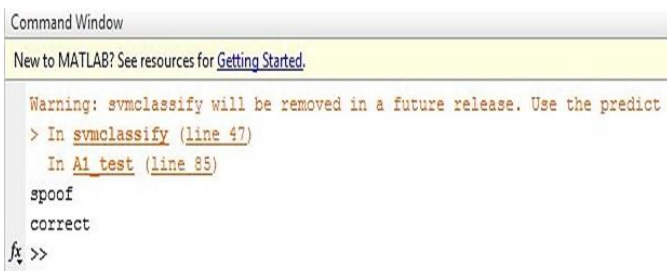 Command Window
New to MATLAB? See resources for Getting Started.
Warning: svmclassify will be removed in a future release. Use the predict
> In svmclassify (line 47)
In A1_test (line 85)
spoof
correct
fx >>